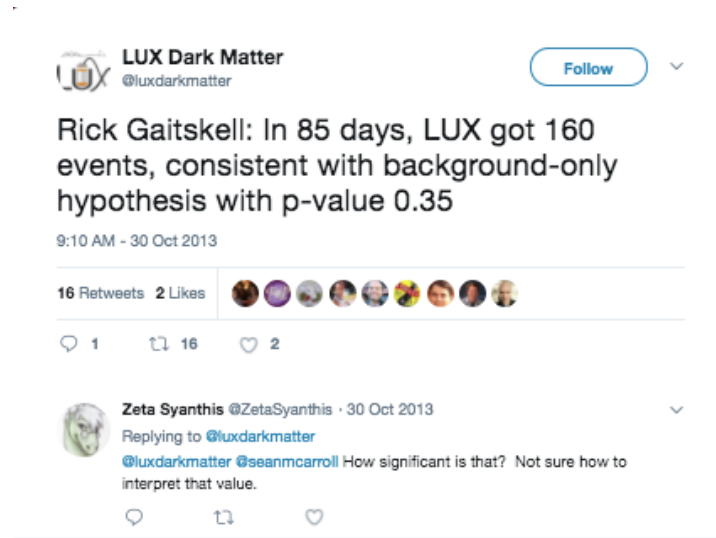 LUX Dark Matter
@luxdarkmatter
Follow
Rick Gaitskell: In 85 days, LUX got 160
events, consistent with background-only
hypothesis with p-value 0.35
9:10 AM - 30 Oct 2013
16 Retweets 2 Likes
1 16 2
Zeta Syanthis @ZetaSyanthis · 30 Oct 2013
Replying to @luxdarkmatter
@luxdarkmatter @seanmcarroll How significant is that? Not sure how to
interpret that value.